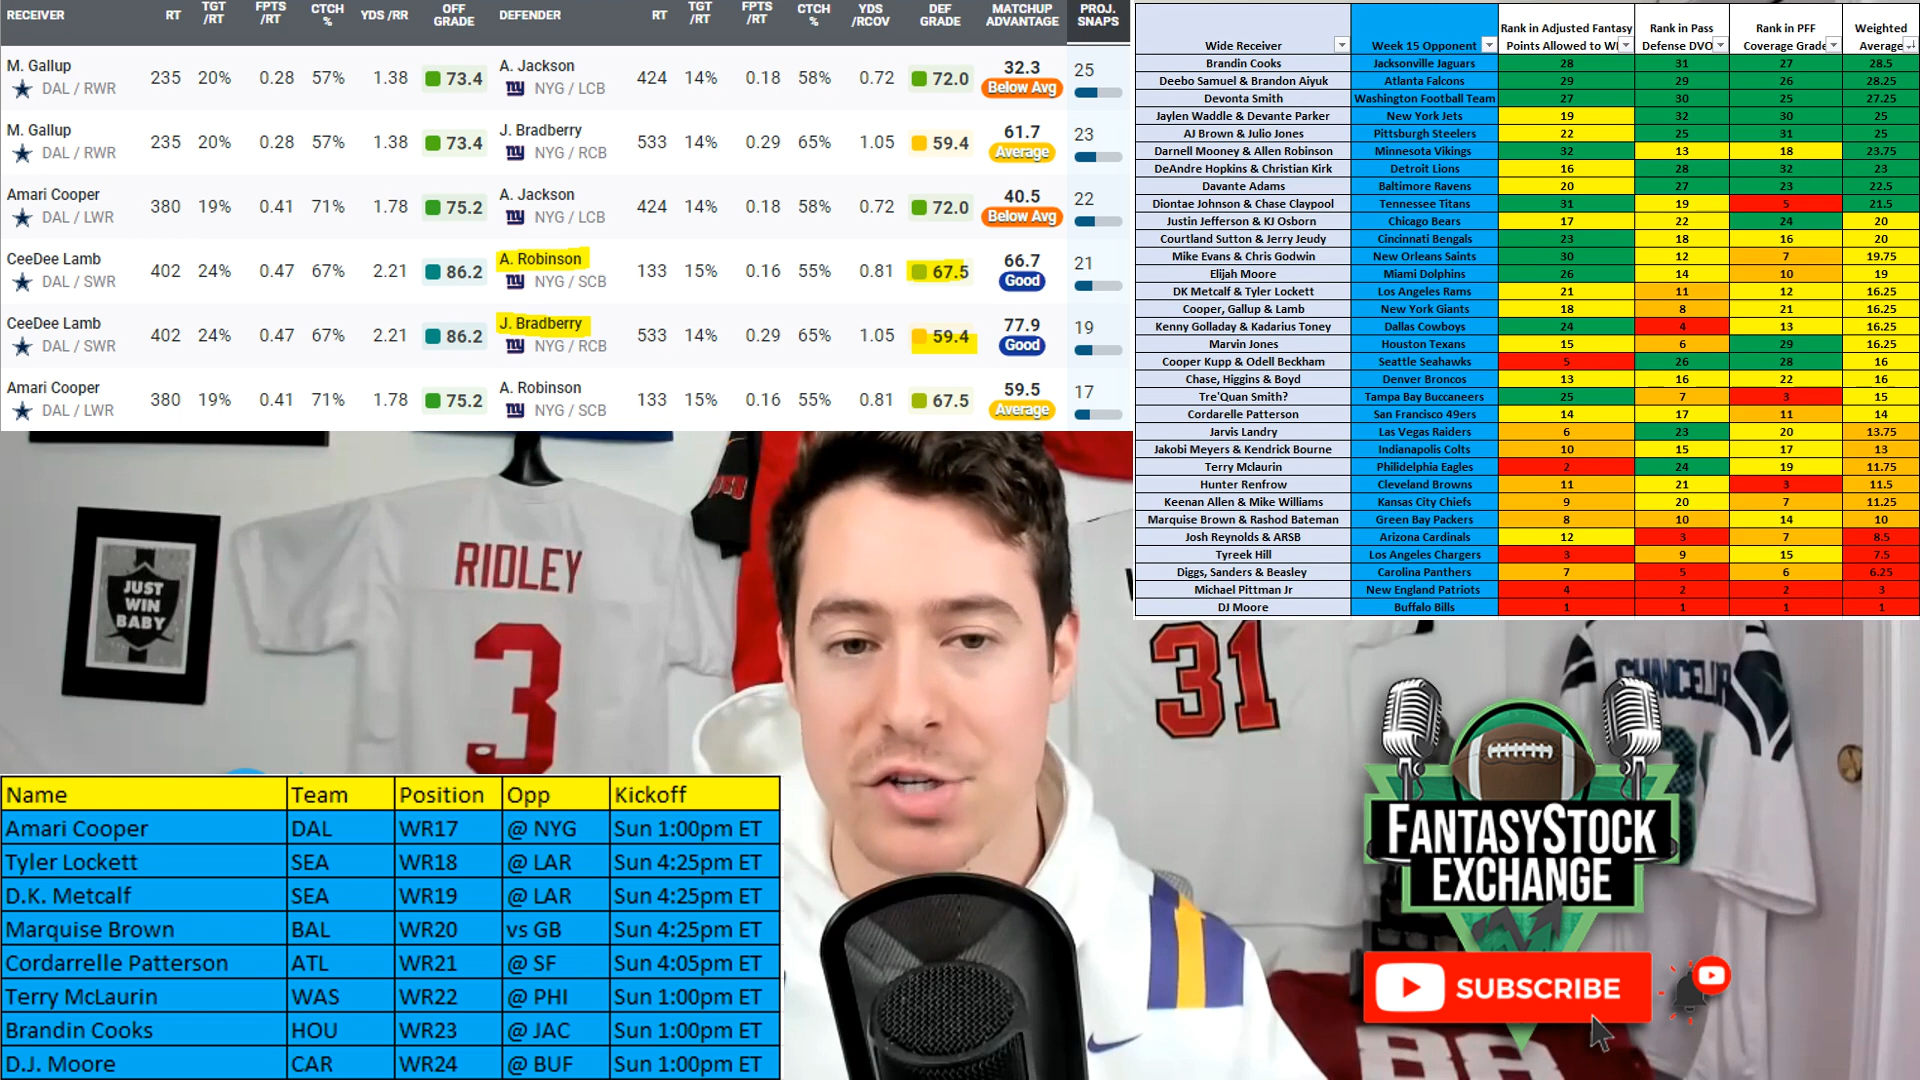 RECEIVER RT TGT /RT FPTS /RT CTCH % YDS /RR OFF GRADE DEFENDER RT TGT /RT FPTS /RT CTCH % YDS /RCOV DEF GRADE MATCHUP ADVANTAGE PROJ. SNAPS
M. Gallup DAL / RWR 235 20% 0.28 57% 1.38 73.4 A. Jackson NYG / LCB 424 14% 0.18 58% 0.72 72.0 32.3 Below Avg 25
M. Gallup DAL / RWR 235 20% 0.28 57% 1.38 73.4 J. Bradberry NYG / RCB 533 14% 0.29 65% 1.05 59.4 61.7 Average 23
Amari Cooper DAL / LWR 380 19% 0.41 71% 1.78 75.2 A. Jackson NYG / LCB 424 14% 0.18 58% 0.72 72.0 40.5 Below Avg 22
CeeDee Lamb DAL / SWR 402 24% 0.47 67% 2.21 86.2 A. Robinson NYG / SCB 133 15% 0.16 55% 0.81 67.5 66.7 Good 21
CeeDee Lamb DAL / SWR 402 24% 0.47 67% 2.21 86.2 J. Bradberry NYG / RCB 533 14% 0.29 65% 1.05 59.4 77.9 Good 19
Amari Cooper DAL / LWR 380 19% 0.41 71% 1.78 75.2 A. Robinson NYG / SCB 133 15% 0.16 55% 0.81 67.5 59.5 Average 17
Wide Receiver Week 15 Opponent Rank in Adjusted Fantasy Points Allowed to W Rank in Pass Defense DVO Rank in PFF Coverage Grade Weighted Average
Brandin Cooks Jacksonville Jaguars 28 31 27 28.5
Deebo Samuel & Brandon Aiyuk Atlanta Falcons 29 29 26 28.25
Devonta Smith Washington Football Team 27 30 25 27.25
Jaylen Waddle & Devante Parker New York Jets 19 32 30 25
AJ Brown & Julio Jones Pittsburgh Steelers 22 25 31 25
Darnell Mooney & Allen Robinson Minnesota Vikings 32 13 18 23.75
DeAndre Hopkins & Christian Kirk Detroit Lions 16 28 32 23
Davante Adams Baltimore Ravens 20 27 23 22.5
Diontae Johnson & Chase Claypool Tennessee Titans 31 19 5 21.5
Justin Jefferson & KJ Osborn Chicago Bears 17 22 24 20
Courtland Sutton & Jerry Jeudy Cincinnati Bengals 23 18 16 20
Mike Evans & Chris Godwin New Orleans Saints 30 12 7 19.75
Elijah Moore Miami Dolphins 26 14 10 19
DK Metcalf & Tyler Lockett Los Angeles Rams 21 11 12 16.25
Cooper, Gallup & Lamb New York Giants 18 8 21 16.25
Kenny Golladay & Kadarius Toney Dallas Cowboys 24 4 13 16.25
Marvin Jones Houston Texans 15 6 29 16.25
Cooper Kupp & Odell Beckham Seattle Seahawks 5 26 28 16
Chase, Higgins & Boyd Denver Broncos 13 16 22 16
Tre'Quan Smith? Tampa Bay Buccaneers 25 7 3 15
Cordarelle Patterson San Francisco 49ers 14 17 11 14
Jarvis Landry Las Vegas Raiders 6 23 20 13.75
Jakobi Meyers & Kendrick Bourne Indianapolis Colts 10 15 17 13
Terry Mclaurin Philidelphia Eagles 2 24 19 11.75
Hunter Renfrow Cleveland Browns 11 21 3 11.5
Keenan Allen & Mike Williams Kansas City Chiefs 9 20 7 11.25
Marquise Brown & Rashod Bateman Green Bay Packers 8 10 14 10
Josh Reynolds & ARSB Arizona Cardinals 12 3 7 8.5
Tyreek Hill Los Angeles Chargers 3 9 15 7.5
Diggs, Sanders & Beasley Carolina Panthers 7 5 6 6.25
Michael Pittman Jr New England Patriots 4 2 2 3
DJ Moore Buffalo Bills 1 1 1 1
JUST
WIN
BABY
RIDLEY
3
31
88
FANTASYSTOCK
EXCHANGE
SUBSCRIBE
Name Team Position Opp Kickoff
Amari Cooper DAL WR17 @ NYG Sun 1:00pm ET
Tyler Lockett SEA WR18 @ LAR Sun 4:25pm ET
D.K. Metcalf SEA WR19 @ LAR Sun 4:25pm ET
Marquise Brown BAL WR20 vs GB Sun 4:25pm ET
Cordarrelle Patterson ATL WR21 @ SF Sun 4:05pm ET
Terry McLaurin WAS WR22 @ PHI Sun 1:00pm ET
Brandin Cooks HOU WR23 @ JAC Sun 1:00pm ET
D.J. Moore CAR WR24 @ BUF Sun 1:00pm ET